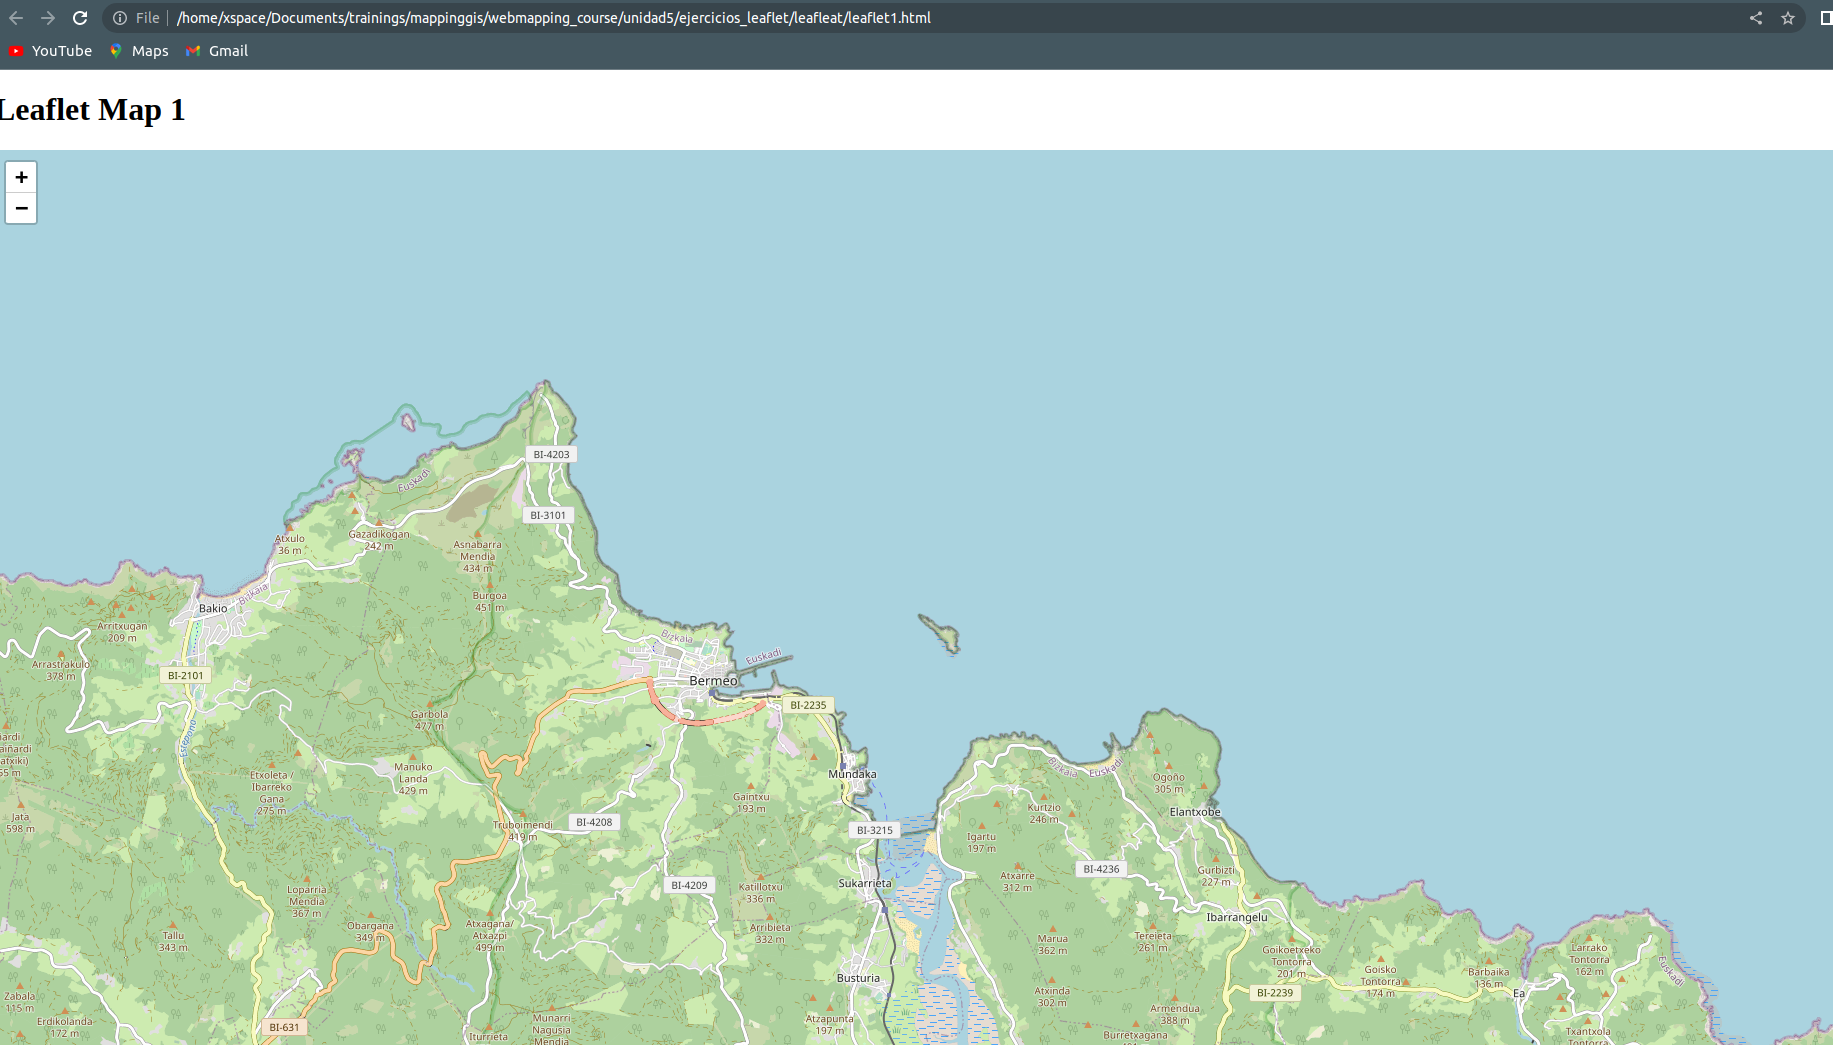 File /home/xspace/Documents/trainings/mappinggis/webmapping_course/unidad5/ejercicios_leaflet/leafleat/leaflet1.html
YouTube Maps Gmail
Leaflet Map 1
+
−
BI-4203
Euskadi
BI-3101
Atxulo
36 m
Gazadikogan
242 m
Asnabarra
Mendia
434 m
Bizkaia
Burgoa
451 m
Bakio
Arritxugan
209 m
Bizkaia
Euskadi
Arrastrakulo
378 m
BI-2101
Bermeo
BI-2235
Garbola
477 m
Estepona
Manuko
Landa
429 m
Etxoleta /
Ibarreko
Gana
275 m
Mundaka
Bizkaia
Euskadi
Ogoño
305 m
Gaintxu
193 m
Kurtzio
246 m
Elantxobe
Jata
598 m
Truboimendi
419 m
BI-4208
BI-3215
Igartu
197 m
BI-4236
Gurbizti
227 m
Atxarre
312 m
Sukarrieta
BI-4209
Katillotxu
336 m
Loparria
Mendia
367 m
Obargana
349 m
Atxagana/
Atxazpi
499 m
Arribieta
332 m
Ibarrangelu
Tallu
343 m
Marua
362 m
Tereieta
261 m
Goikoetxeko
Tontorra
201 m
Larrako
Tontorra
162 m
Goisko
Tontorra
174 m
Barbaika
136 m
Euskadi
Busturia
Ea
BI-2239
Atxinda
302 m
Zabala
115 m
Armendua
388 m
Erdikolanda
172 m
BI-631
Munarri
Nagusia
Mendia
Atzapunta
197 m
Iturrieta
Burretxagana
Txantxola
Tontorra